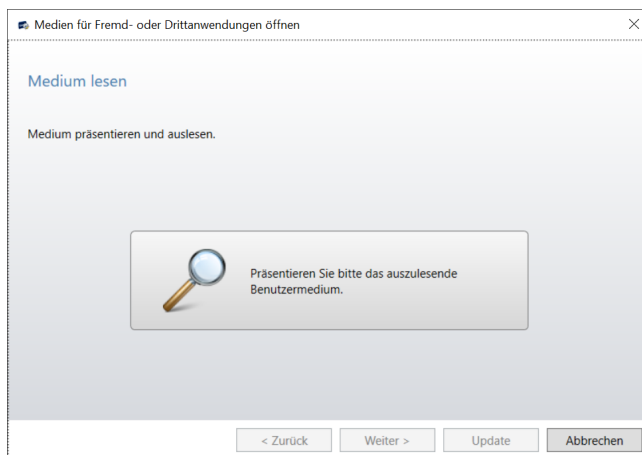 Medien für Fremd- oder Drittanwendungen öffnen
Medium lesen
Medium präsentieren und auslesen.
Präsentieren Sie bitte das auszulesende
Benutzermedium.
< Zurück
Weiter >
Update
Abbrechen